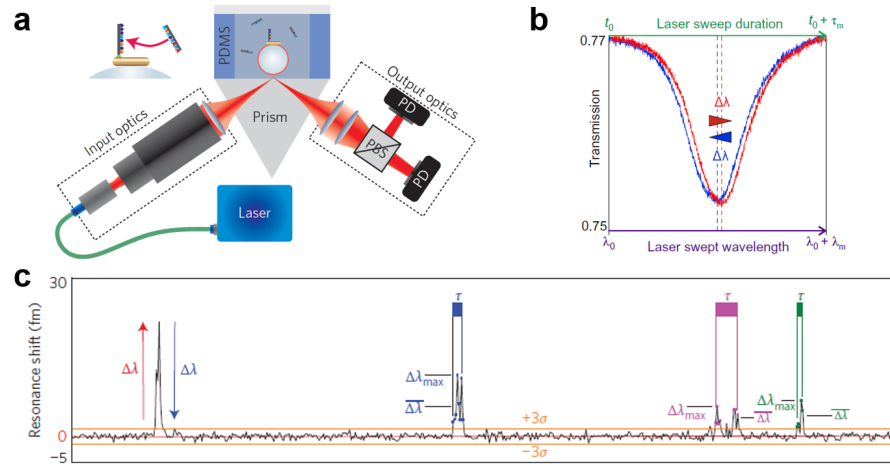 a
PDMS
Input optics
Prism
Output optics
PD
PBS
PD
Laser
b
t₀
Laser sweep duration
t₀ + τₘ
0.77
Transmission
Δλ
Δλ
0.75
λ₀
Laser swept wavelength
λ₀ + λₘ
c
30
Resonance shift (fm)
0
−5
Δλ
Δλ
τ
Δλmax
Δλ̅
+3σ
−3σ
τ
Δλmax
Δλ̅
τ
Δλmax
Δλ̅